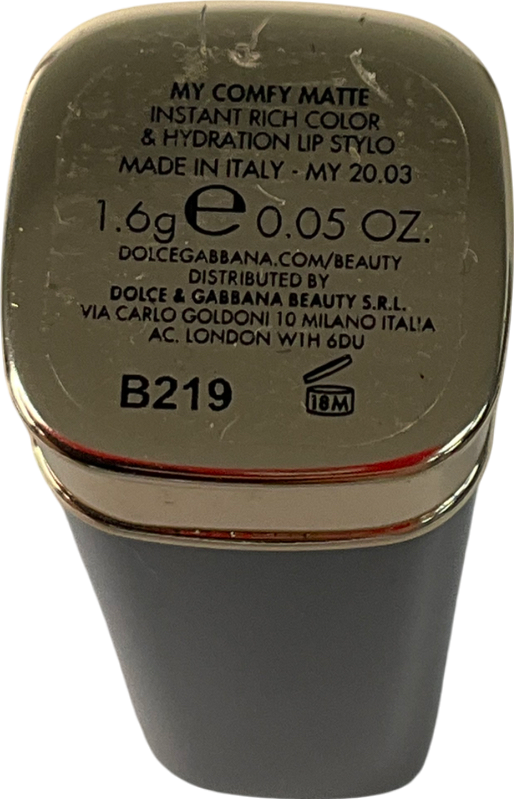 MY COMFY MATTE
INSTANT RICH COLOR
& HYDRATION LIP STYLO
MADE IN ITALY - MY 20.03
1.6g e 0.05 OZ.
DOLCEGABBANA.COM/BEAUTY
DISTRIBUTED BY
DOLCE & GABBANA BEAUTY S.R.L.
VIA CARLO GOLDONI 10 MILANO ITALIA
AC. LONDON W1H 6DU
B219
18M